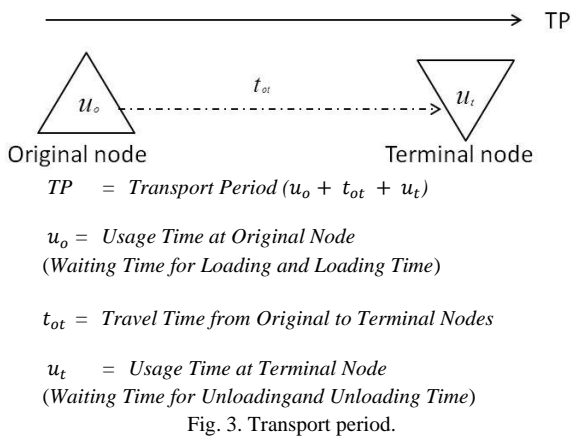 TP
u_o
t_ot
u_t
Original node
Terminal node
TP = Transport Period (u_o + t_ot + u_t)
u_o = Usage Time at Original Node
(Waiting Time for Loading and Loading Time)
t_ot = Travel Time from Original to Terminal Nodes
u_t = Usage Time at Terminal Node
(Waiting Time for Unloadingand Unloading Time)
Fig. 3. Transport period.